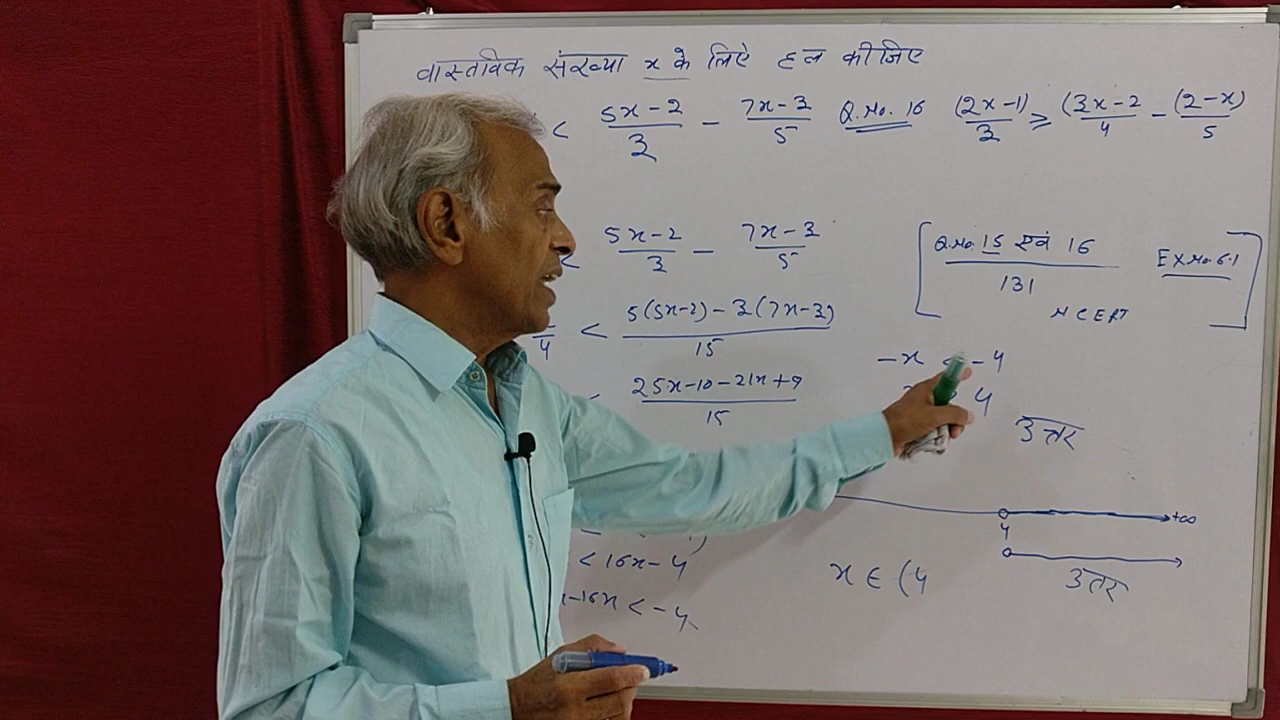 वास्तविक संख्या x के लिऐ हल कीजिए
< (5x-2)/3 - (7x-3)/5 Q.No. 16 (2x-1)/3 ≥ (3x-2/4 - (2-x)/5
< (5x-2)/3 - (7x-3)/5
/4 < (5(5x-2)-3(7x-3))/15
< (25x-10-21x+9)/15
< 16x-4
-16x < -4
[Q.No. 15 एवं 16 / 131 Ex No. 6.1
NCERT]
-x < -4
4
उत्तर
4 +∞
उत्तर
x ∈ (4